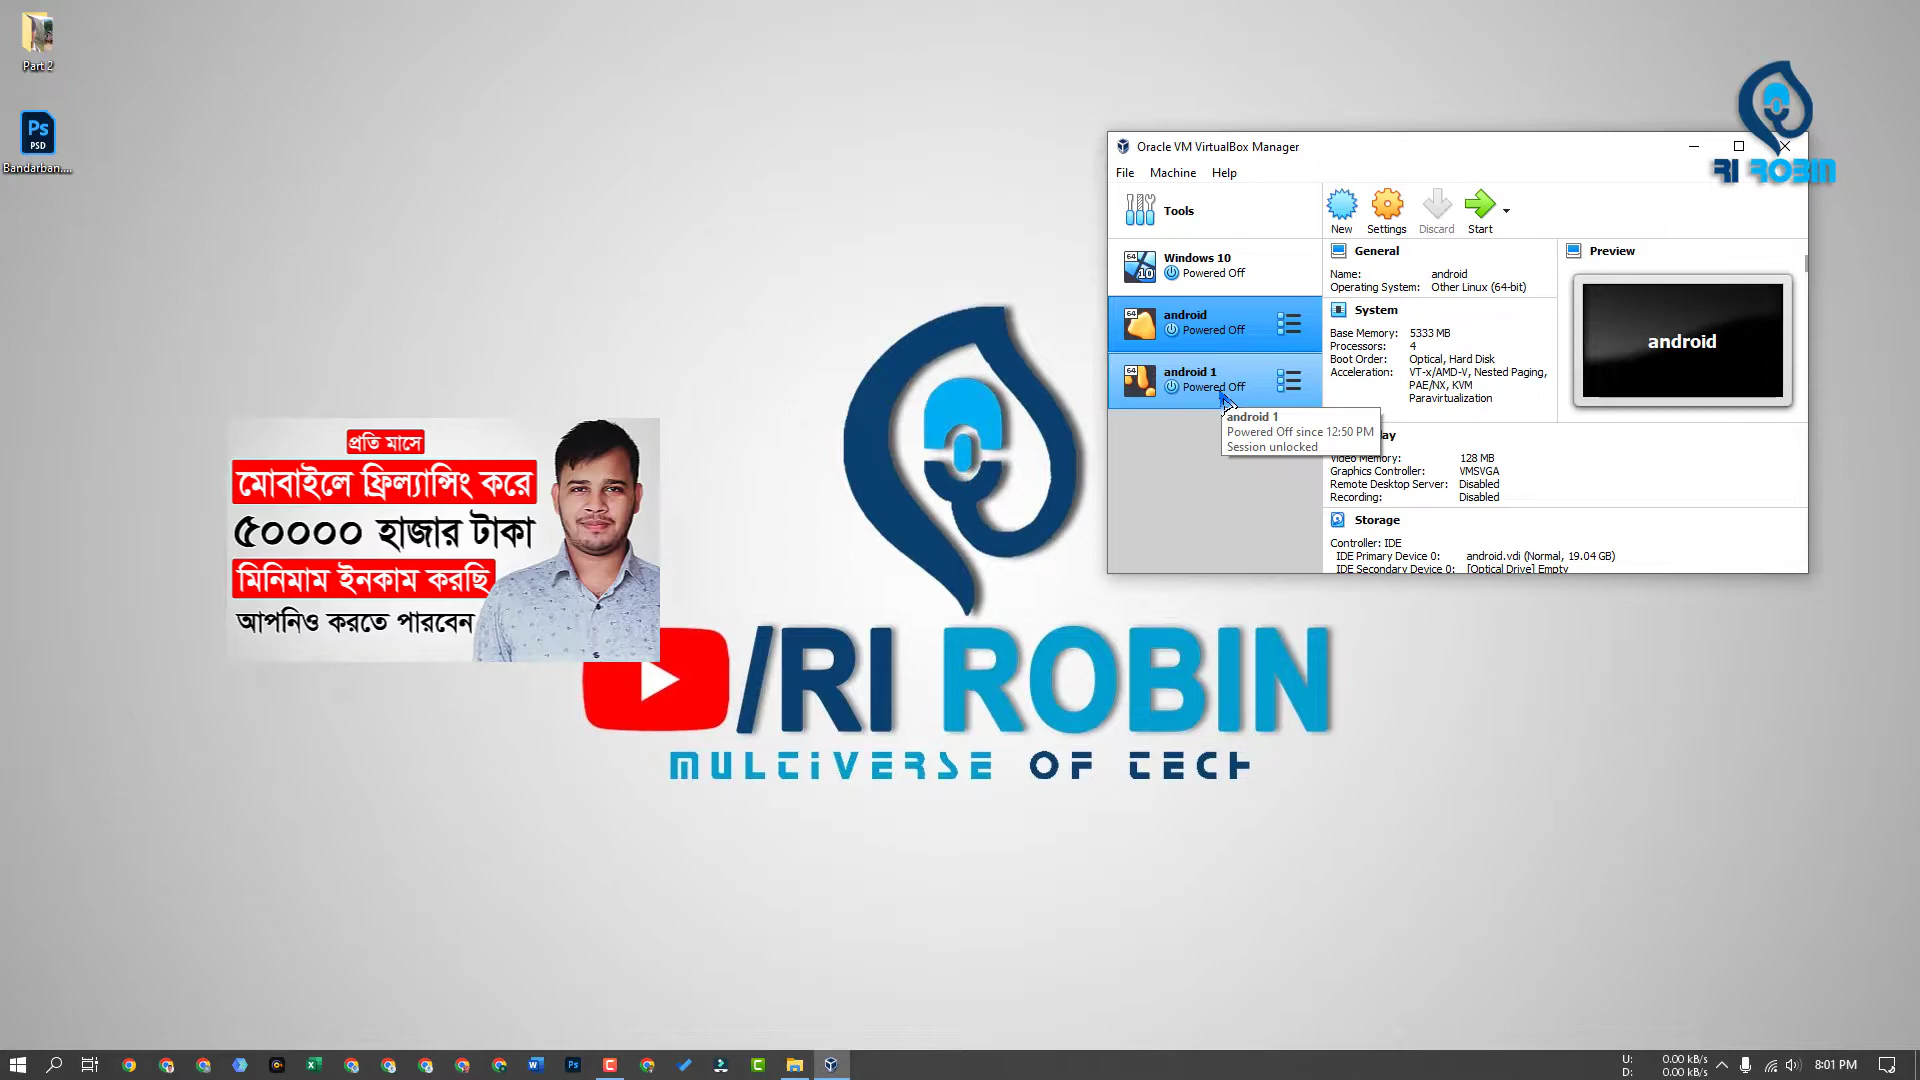 Part 2
Ps
PSD
Bandarban....
RI ROBIN
Oracle VM VirtualBox Manager
File Machine Help
Tools
New Settings Discard Start
64
10
Windows 10
Powered Off
64
android
Powered Off
64
android 1
Powered Off
android 1
Powered Off since 12:50 PM
Session unlocked
General
Name: android
Operating System: Other Linux (64-bit)
System
Base Memory: 5333 MB
Processors: 4
Boot Order: Optical, Hard Disk
Acceleration: VT-x/AMD-V, Nested Paging,
PAE/NX, KVM
Paravirtualization
ay
Video Memory: 128 MB
Graphics Controller: VMSVGA
Remote Desktop Server: Disabled
Recording: Disabled
Storage
Controller: IDE
IDE Primary Device 0: android.vdi (Normal, 19.04 GB)
IDE Secondary Device 0: [Optical Drive] Empty
Preview
android
প্রতি মাসে
মোবাইলে ফ্রিল্যান্সিং করে
৫০০০০ হাজার টাকা
মিনিমাম ইনকাম করছি
আপনিও করতে পারবেন
/RI ROBIN
MULTIVERSE OF TECH
U: 0.00 kB/s
D: 0.00 kB/s
8:01 PM